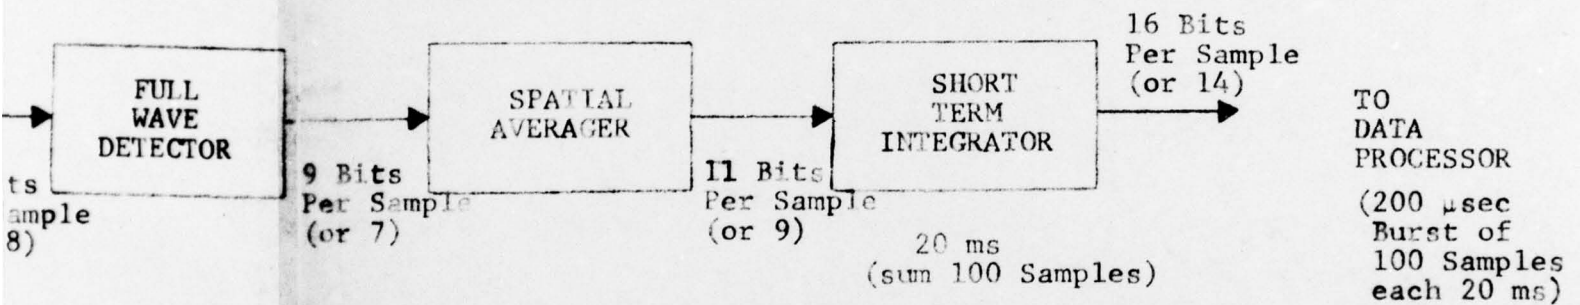 FULL
WAVE
DETECTOR
ts
ample
8)
9 Bits
Per Sample
(or 7)
SPATIAL
AVERAGER
11 Bits
Per Sample
(or 9)
SHORT
TERM
INTEGRATOR
20 ms
(sum 100 Samples)
16 Bits
Per Sample
(or 14)
TO
DATA
PROCESSOR
(200 μsec
Burst of
100 Samples
each 20 ms)